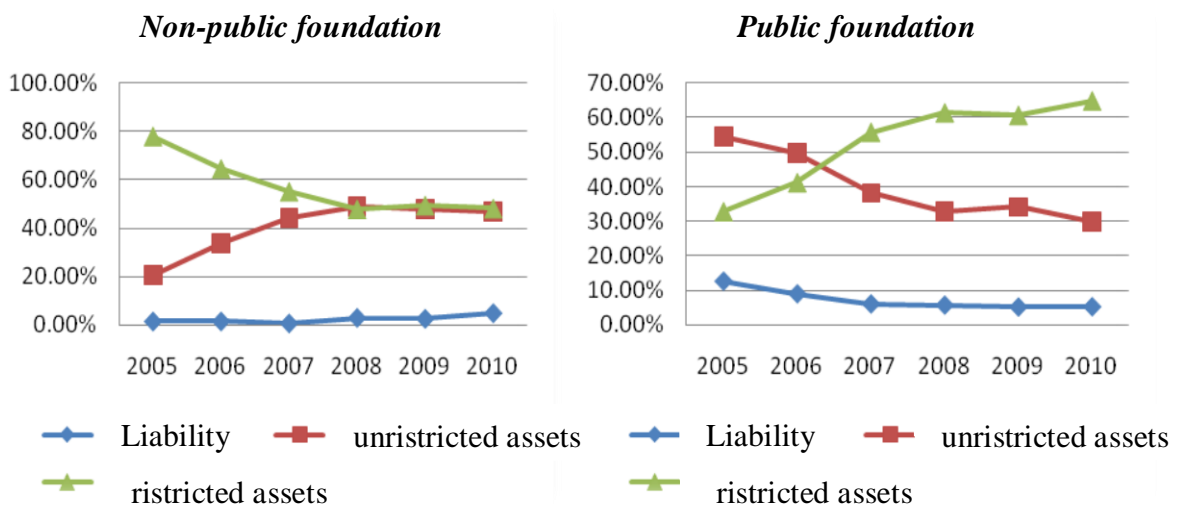 Non-public foundation
100.00%
80.00%
60.00%
40.00%
20.00%
0.00%
2005 2006 2007 2008 2009 2010
Liability unristricted assets
ristricted assets
Public foundation
70.00%
60.00%
50.00%
40.00%
30.00%
20.00%
10.00%
0.00%
2005 2006 2007 2008 2009 2010
Liability unristricted assets
ristricted assets